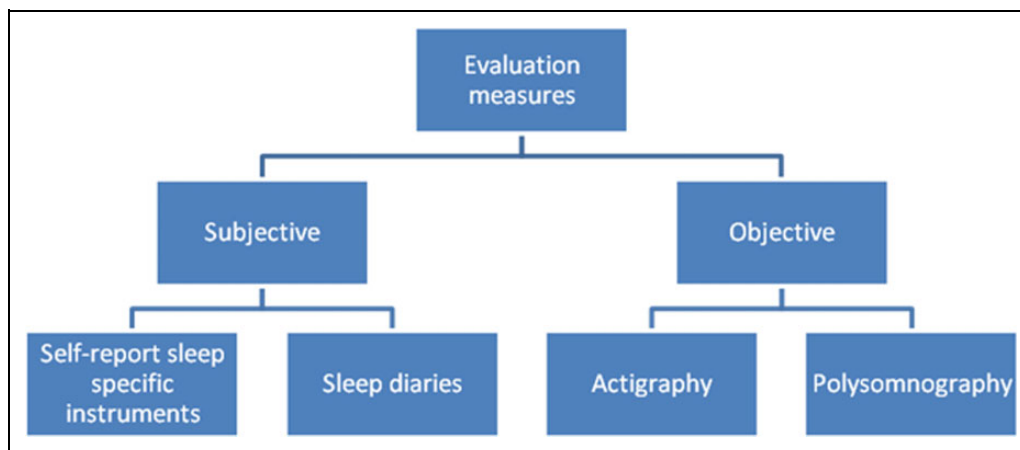 Evaluation
measures
Subjective
Objective
Self-report sleep
specific
instruments
Sleep diaries
Actigraphy
Polysomnography